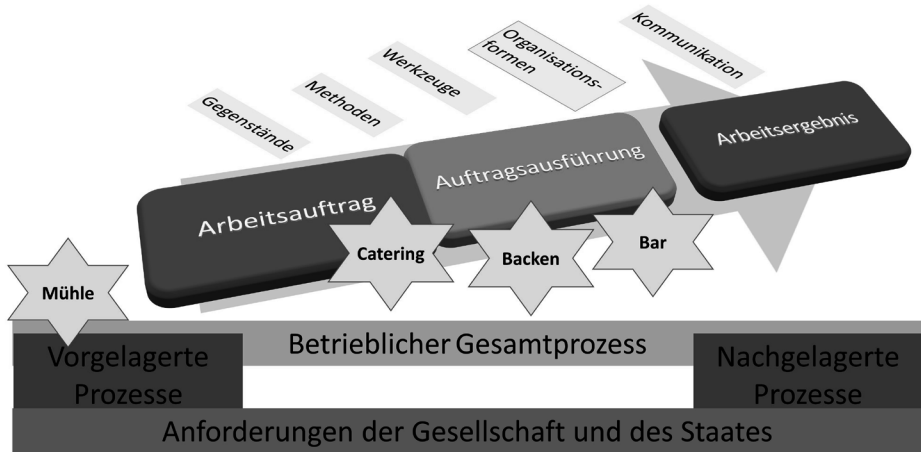 Gegenstände
Methoden
Werkzeuge
Organisations-
formen
Kommunikation
Arbeitsauftrag
Auftragsausführung
Arbeitsergebnis
Mühle
Catering
Backen
Bar
Vorgelagerte
Prozesse
Betrieblicher Gesamtprozess
Nachgelagerte
Prozesse
Anforderungen der Gesellschaft und des Staates